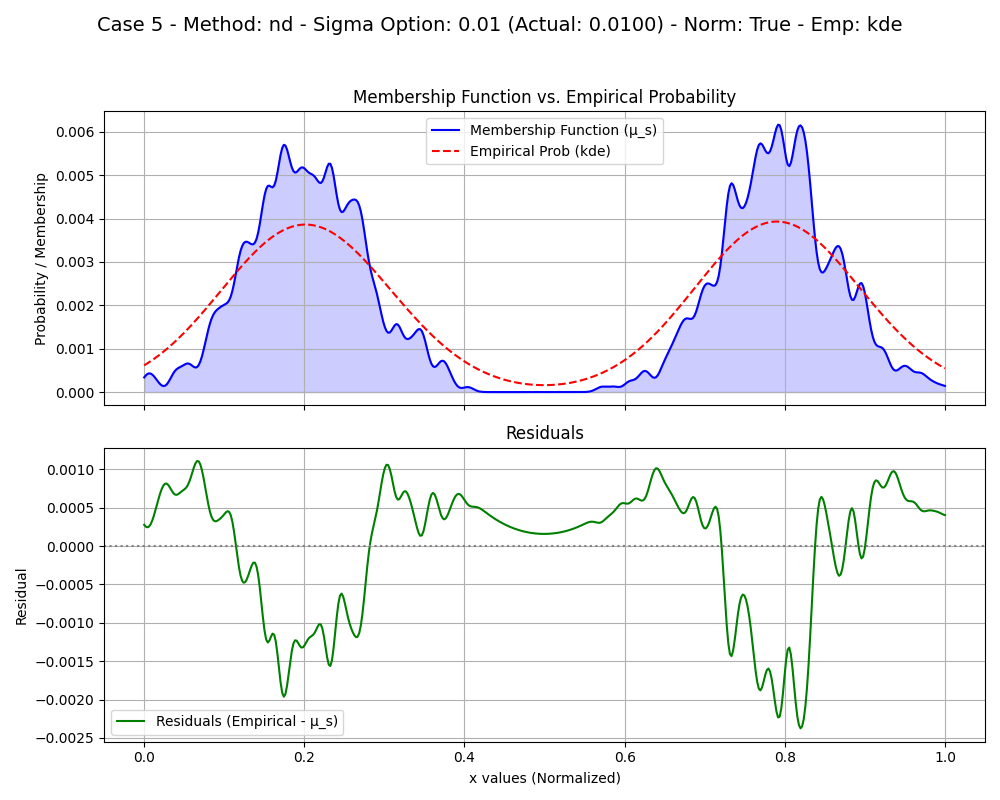 Case 5 - Method: nd - Sigma Option: 0.01 (Actual: 0.0100) - Norm: True - Emp: kde
Membership Function vs. Empirical Probability
Membership Function (μ_s)
Empirical Prob (kde)
Probability / Membership
0.006
0.005
0.004
0.003
0.002
0.001
0.000
Residuals
Residual
0.0010
0.0005
0.0000
−0.0005
−0.0010
−0.0015
−0.0020
−0.0025
Residuals (Empirical - μ_s)
0.0 0.2 0.4 0.6 0.8 1.0
x values (Normalized)